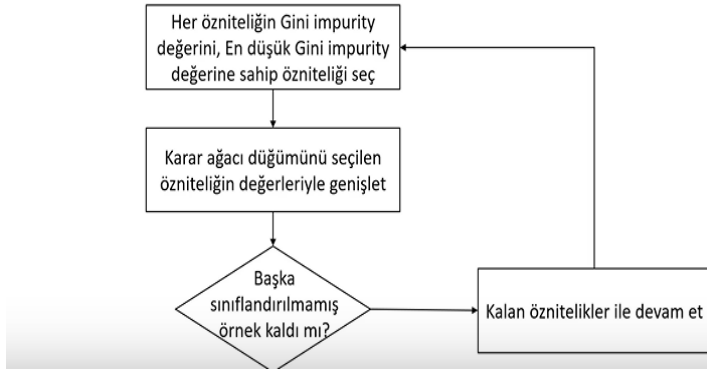 Her özniteliğin Gini impurity
değerini, En düşük Gini impurity
değerine sahip özniteliği seç
Karar ağacı düğümünü seçilen
özniteliğin değerleriyle genişlet
Başka
sınıflandırılmamış
örnek kaldı mı?
Kalan öznitelikler ile devam et